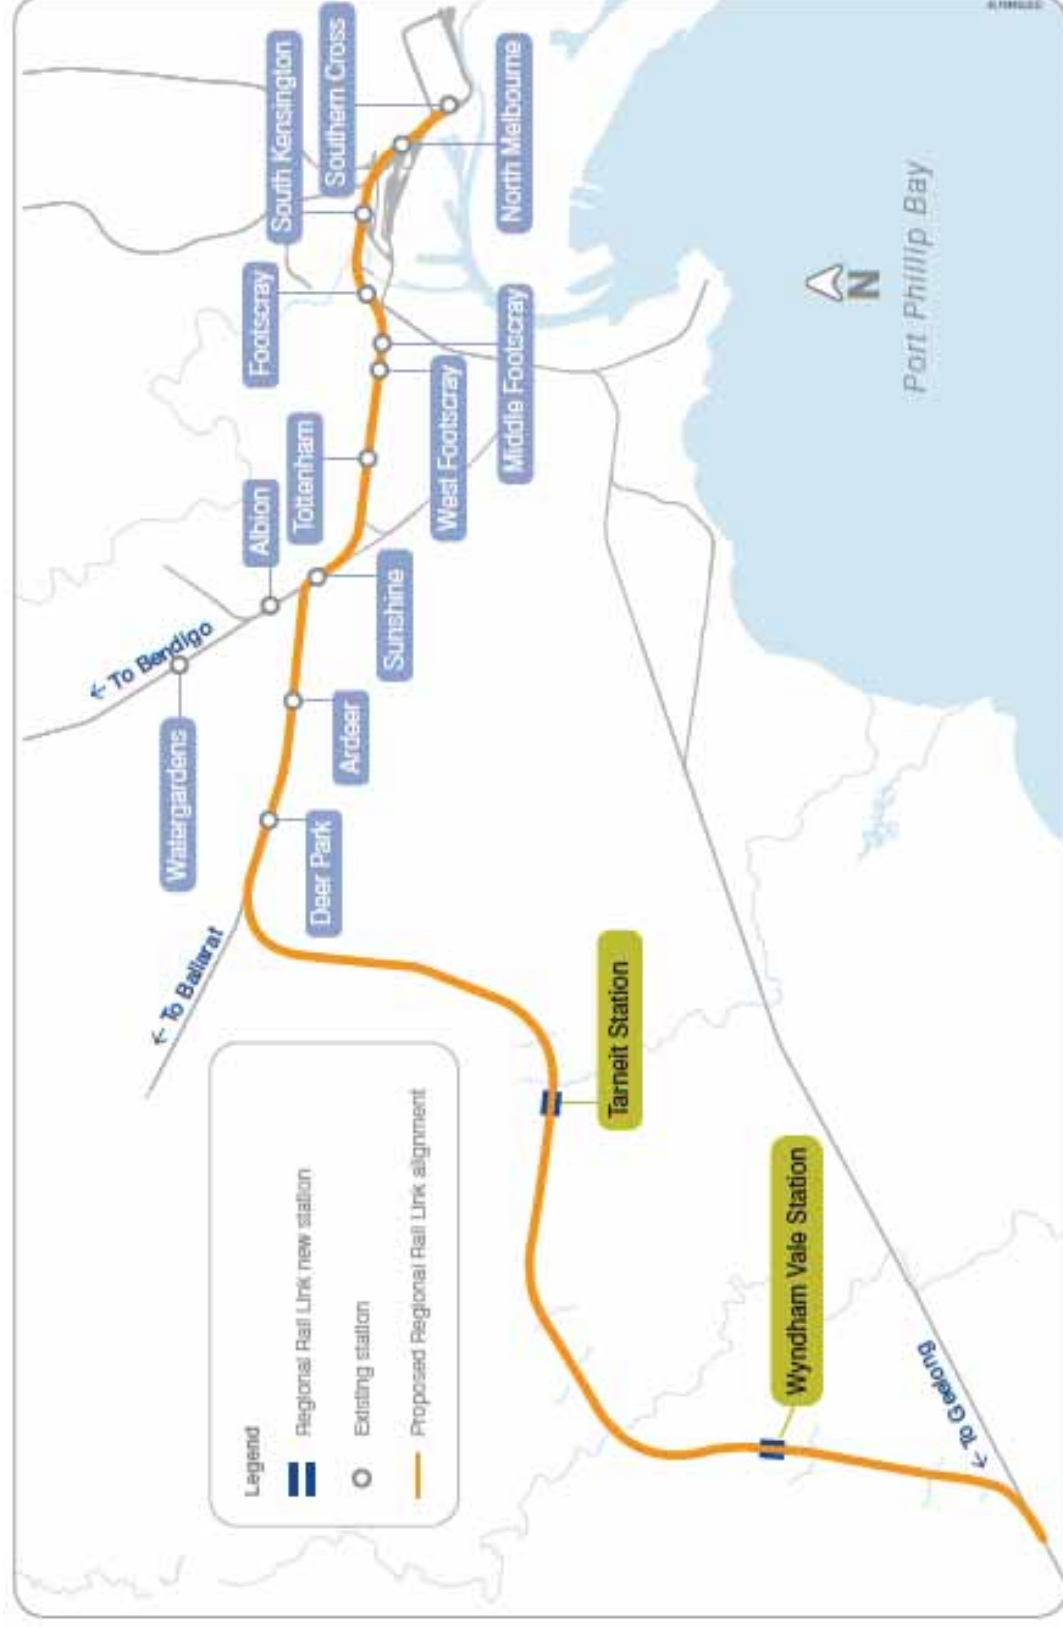 ← To Bendigo
Watergardens
Albion
Tottenham
Footscray
South Kensington
Southern Cross
North Melbourne
Middle Footscray
West Footscray
Sunshine
Ardeer
Deer Park
← To Ballarat
Legend
Regional Rail Link new station
Existing station
Proposed Regional Rail Link alignment
Tarneit Station
Wyndham Vale Station
← To Geelong
N
Port Phillip Bay